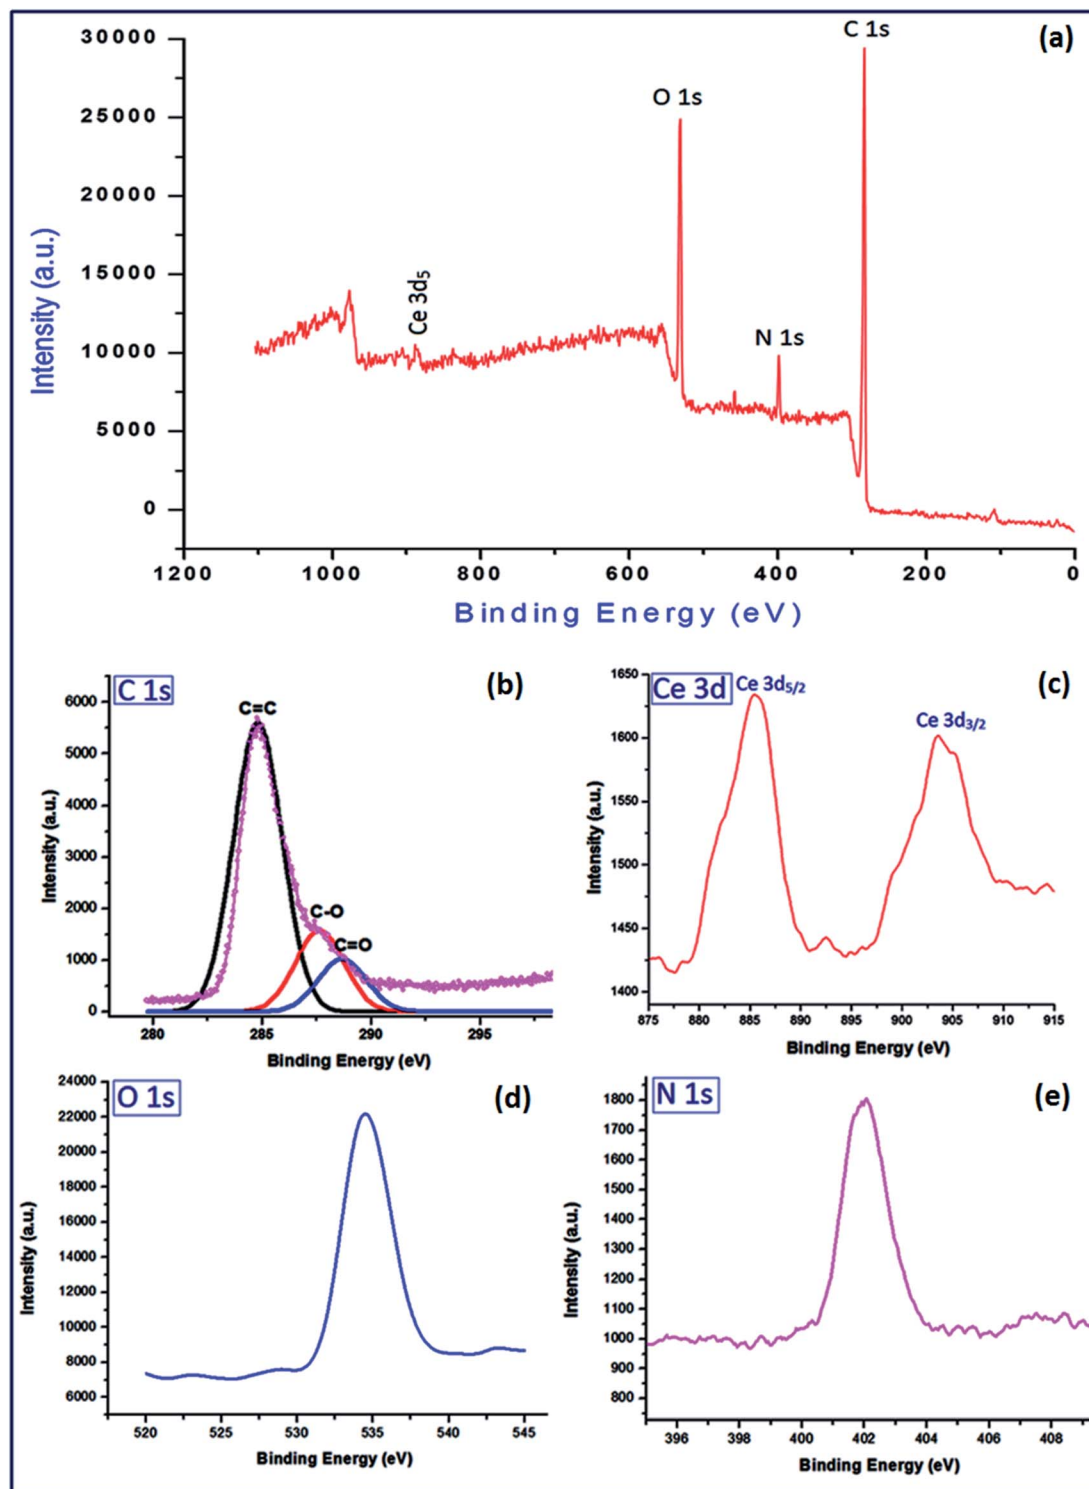 (a)
C 1s
O 1s
N 1s
Ce 3d5
30000
25000
20000
15000
10000
5000
0
Intensity (a.u.)
1200 1000 800 600 400 200 0
Binding Energy (eV)
C 1s
(b)
C=C
C-O
C=O
6000
5000
4000
3000
2000
1000
0
Intensity (a.u.)
280 285 290 295
Binding Energy (eV)
Ce 3d
(c)
Ce 3d5/2
Ce 3d3/2
1650
1600
1550
1500
1450
1400
Intensity (a.u.)
875 880 885 890 895 900 905 910 915
Binding Energy (eV)
O 1s
(d)
24000
22000
20000
18000
16000
14000
12000
10000
8000
6000
Intensity (a.u.)
520 525 530 535 540 545
Binding Energy (eV)
N 1s
(e)
1800
1700
1600
1500
1400
1300
1200
1100
1000
900
800
Intensity (a.u.)
396 398 400 402 404 406 408
Binding Energy (eV)